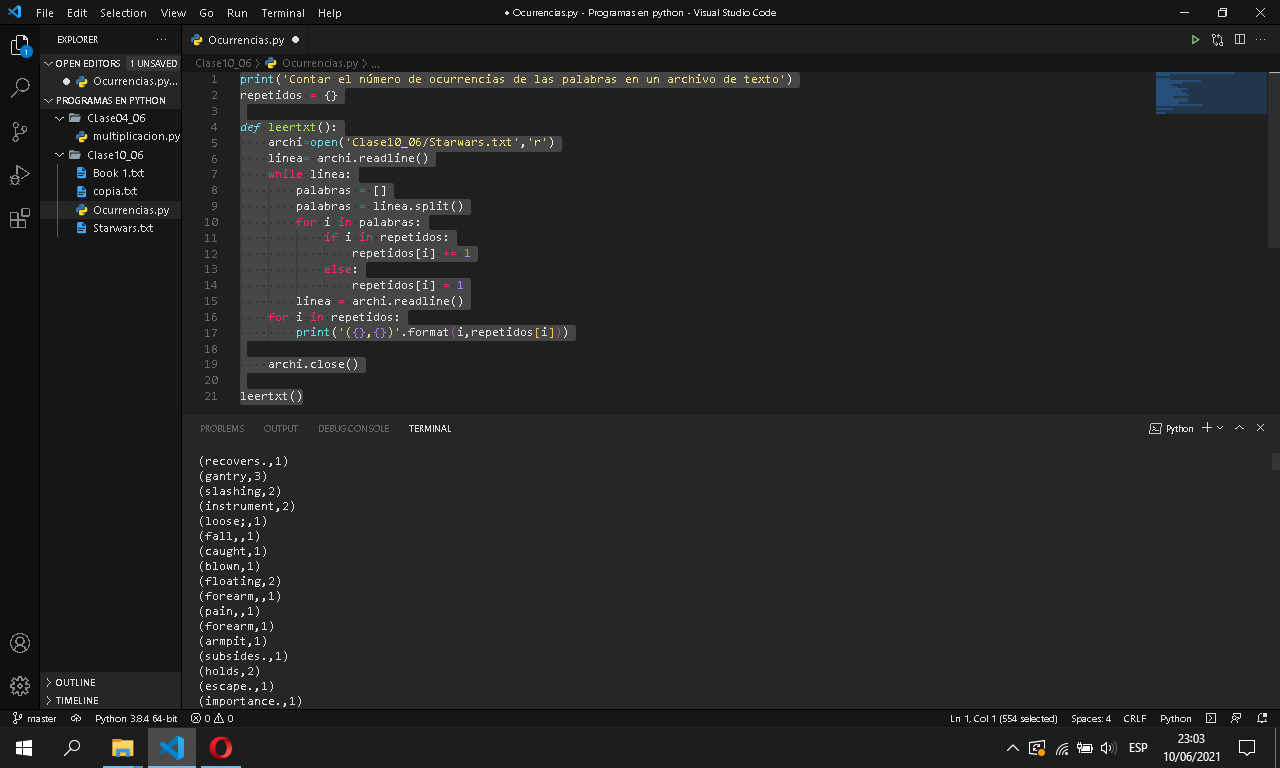 File Edit Selection View Go Run Terminal Help
● Ocurrencias.py - Programas en python - Visual Studio Code
EXPLORER
Ocurrencias.py
OPEN EDITORS 1 UNSAVED
Clase10_06 > Ocurrencias.py > ...
Ocurrencias.py...
PROGRAMAS EN PYTHON
CLase04_06
multiplicacion.py
Clase10_06
Book 1.txt
copia.txt
Ocurrencias.py
Starwars.txt
OUTLINE
TIMELINE
1 print('Contar el número de ocurrencias de las palabras en un archivo de texto')
2 repetidos = {}
3
4 def leertxt():
5     archi=open('Clase10_06/Starwars.txt','r')
6     linea= archi.readline()
7     while linea:
8         palabras = []
9         palabras = linea.split()
10         for i in palabras:
11             if i in repetidos:
12                 repetidos[i] += 1
13             else:
14                 repetidos[i] = 1
15         linea = archi.readline()
16     for i in repetidos:
17         print('({},{})'.format(i,repetidos[i]))
18
19     archi.close()
20
21 leertxt()
PROBLEMS OUTPUT DEBUG CONSOLE TERMINAL
Python
(recovers.,1)
(gantry,3)
(slashing,2)
(instrument,2)
(loose;,1)
(fall,,1)
(caught,1)
(blown,1)
(floating,2)
(forearm,,1)
(pain,,1)
(forearm,1)
(armpit,1)
(subsides.,1)
(holds,2)
(escape.,1)
(importance.,1)
master Python 3.8.4 64-bit 0 0 Ln 1, Col 1 (554 selected) Spaces: 4 CRLF Python
ESP
23:03
10/06/2021